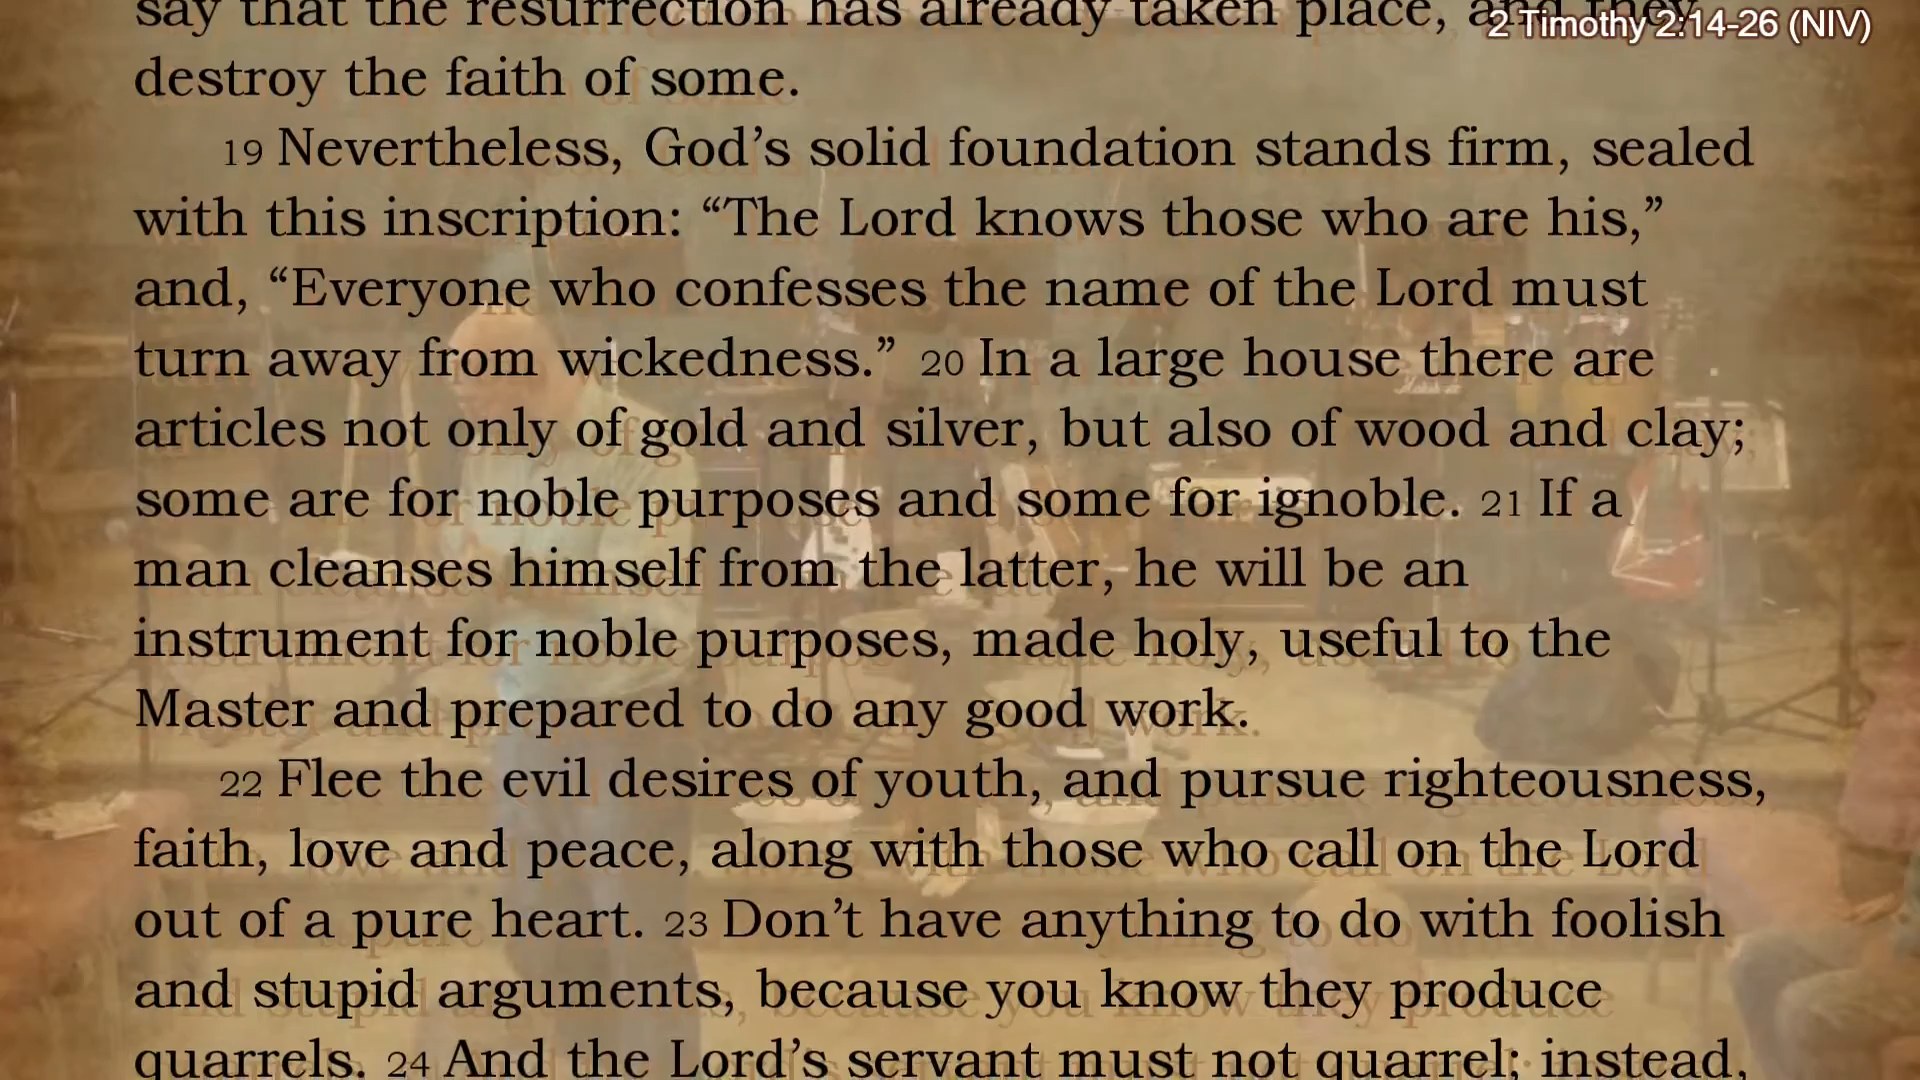 say that the resurrection has already taken place, and they
2 Timothy 2:14-26 (NIV)
destroy the faith of some.
19 Nevertheless, God’s solid foundation stands firm, sealed
with this inscription: “The Lord knows those who are his,”
and, “Everyone who confesses the name of the Lord must
turn away from wickedness.” 20 In a large house there are
articles not only of gold and silver, but also of wood and clay;
some are for noble purposes and some for ignoble. 21 If a
man cleanses himself from the latter, he will be an
instrument for noble purposes, made holy, useful to the
Master and prepared to do any good work.
22 Flee the evil desires of youth, and pursue righteousness,
faith, love and peace, along with those who call on the Lord
out of a pure heart. 23 Don’t have anything to do with foolish
and stupid arguments, because you know they produce
quarrels. 24 And the Lord’s servant must not quarrel; instead,